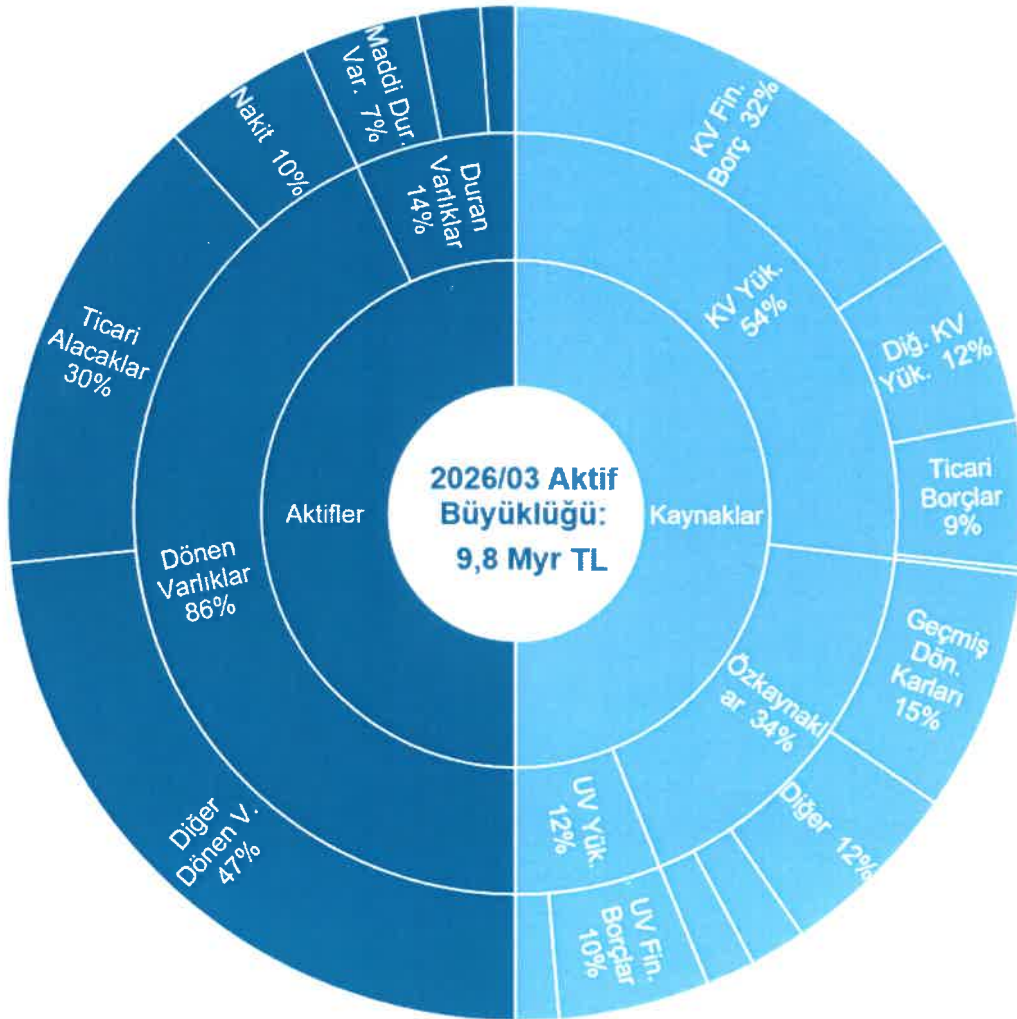 2026/03 Aktif
Büyüklüğü:
9,8 Myr TL
Aktifler
Kaynaklar
Duran
Varlıklar
14%
Dönen
Varlıklar
86%
Maddi Dur.
Var. 7%
Nakit 10%
Ticari
Alacaklar
30%
Diğer
Dönen V.
47%
KV Yük.
54%
KV Fin.
Borç 32%
Diğ. KV
Yük. 12%
Ticari
Borçlar
9%
Özkaynakl
ar 34%
Geçmiş
Dön.
Karları
15%
Diğer 12%
UV Yük.
12%
UV Fin.
Borçlar
10%